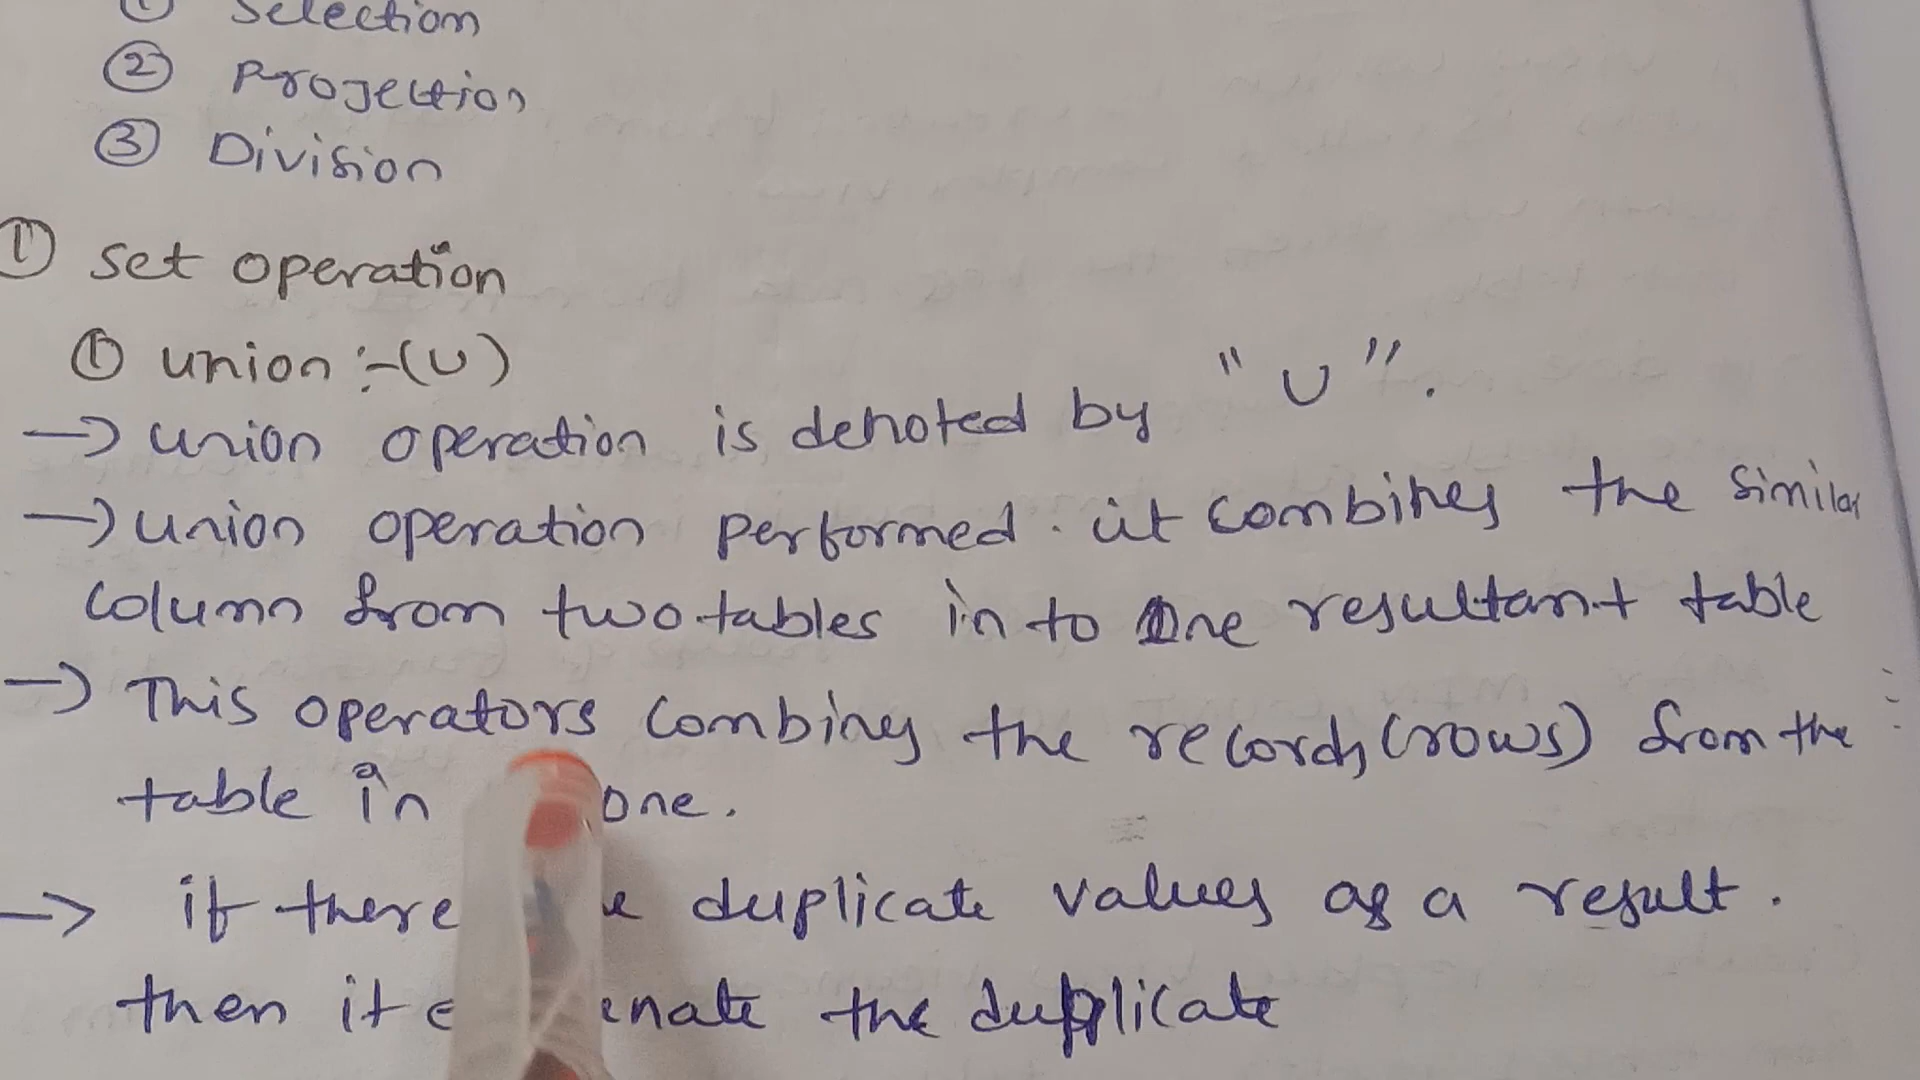 ① Selection
② Projection
③ Division
① set operation
① union :-(∪)
→ union operation is denoted by "∪".
→ union operation performed. it combines the similar
column from two tables in to one resultant table
→ This operators combines the records (rows) from the
table in one.
→ if there duplicate values as a result.
then it the duplicate